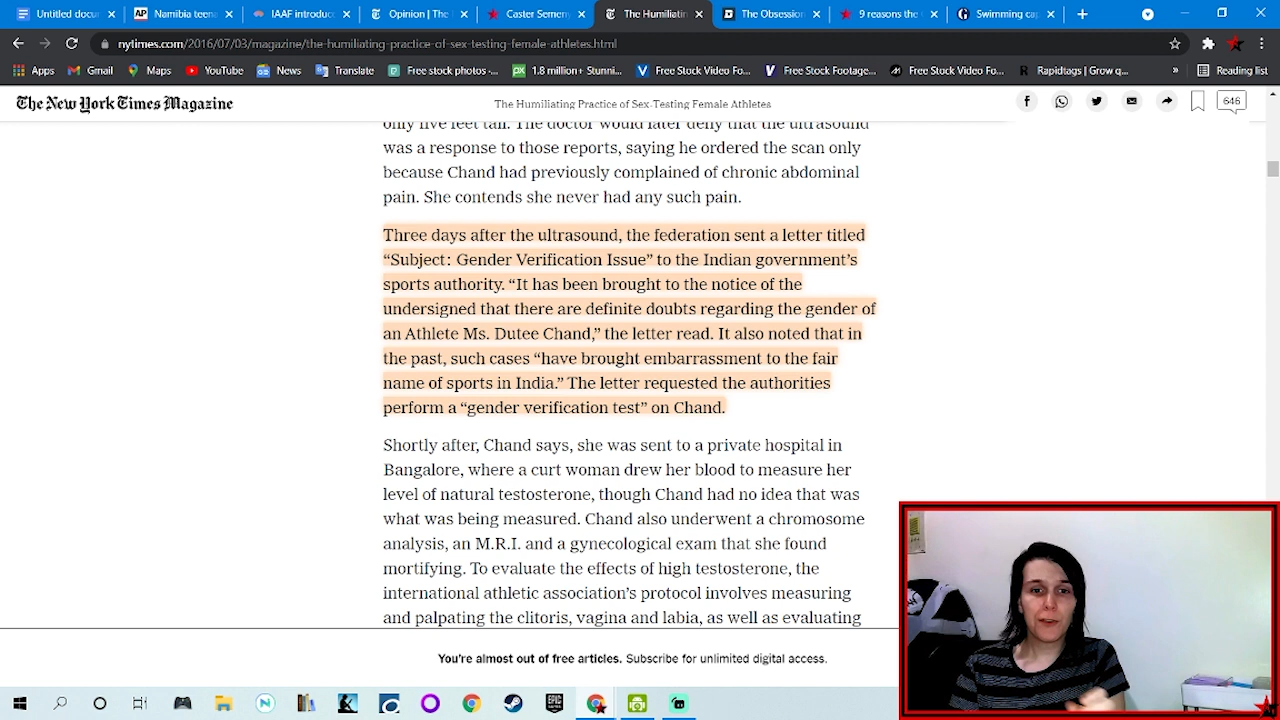 Untitled docu
Namibia teena
IAAF introduc
Opinion | The
Caster Semen
The Humiliatin
The Obsession
9 reasons the
Swimming ca
nytimes.com/2016/07/03/magazine/the-humiliating-practice-of-sex-testing-female-athletes.html
Apps
Gmail
Maps
YouTube
News
Translate
Free stock photos -...
1.8 million+ Stunni...
Free Stock Video Fo...
Free Stock Footage...
Free Stock Video Fo...
Rapidtags | Grow q...
»
Reading list
The New York Times Magazine
The Humiliating Practice of Sex-Testing Female Athletes
646
only five feet tall. The doctor would later deny that the ultrasound
was a response to those reports, saying he ordered the scan only
because Chand had previously complained of chronic abdominal
pain. She contends she never had any such pain.
Three days after the ultrasound, the federation sent a letter titled
“Subject: Gender Verification Issue” to the Indian government’s
sports authority. “It has been brought to the notice of the
undersigned that there are definite doubts regarding the gender of
an Athlete Ms. Dutee Chand,” the letter read. It also noted that in
the past, such cases “have brought embarrassment to the fair
name of sports in India.” The letter requested the authorities
perform a “gender verification test” on Chand.
Shortly after, Chand says, she was sent to a private hospital in
Bangalore, where a curt woman drew her blood to measure her
level of natural testosterone, though Chand had no idea that was
what was being measured. Chand also underwent a chromosome
analysis, an M.R.I. and a gynecological exam that she found
mortifying. To evaluate the effects of high testosterone, the
international athletic association’s protocol involves measuring
and palpating the clitoris, vagina and labia, as well as evaluating
You’re almost out of free articles. Subscribe for unlimited digital access.